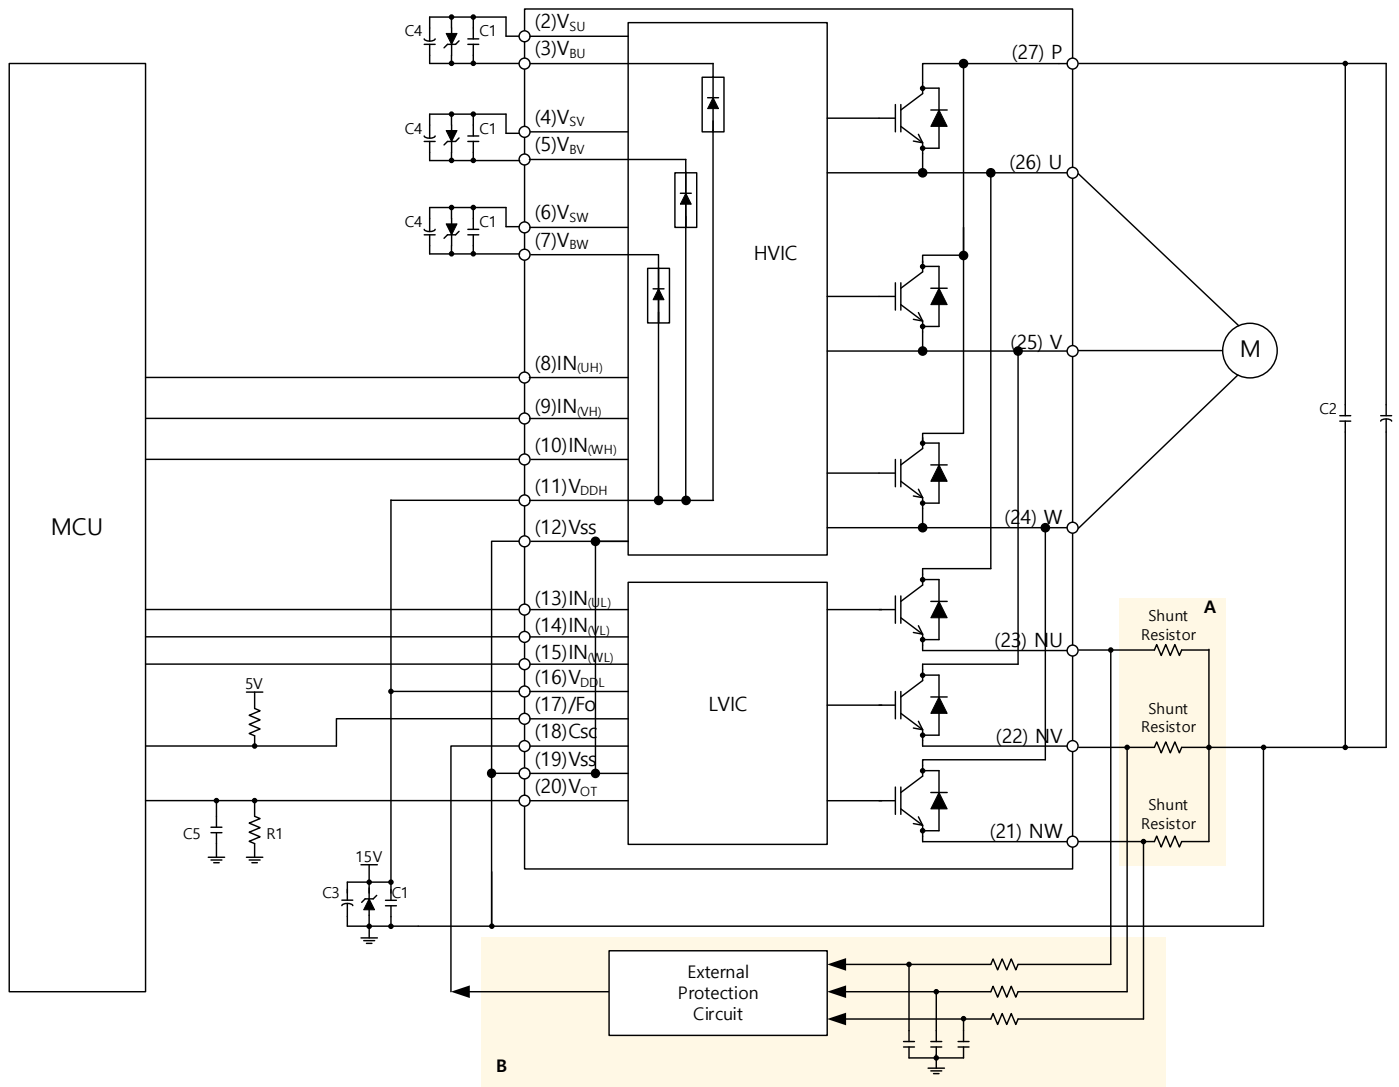 C4
C1
(2)VSU
(3)VBU
(27) P
C4
C1
(4)VSV
(5)VBV
(26) U
C4
C1
(6)VSW
(7)VBW
HVIC
(8)IN(UH)
(25) V
M
(9)IN(VH)
C2
(10)IN(WH)
(11)VDDH
MCU
(12)Vss
(24) W
(13)IN(UL)
(14)IN(VL)
(15)IN(WL)
(16)VDDL
(17)/Fo
(18)Csc
(19)Vss
(20)VOT
LVIC
(23) NU
(22) NV
(21) NW
A
Shunt
Resistor
Shunt
Resistor
Shunt
Resistor
5V
C5
R1
15V
C3
C1
External
Protection
Circuit
B